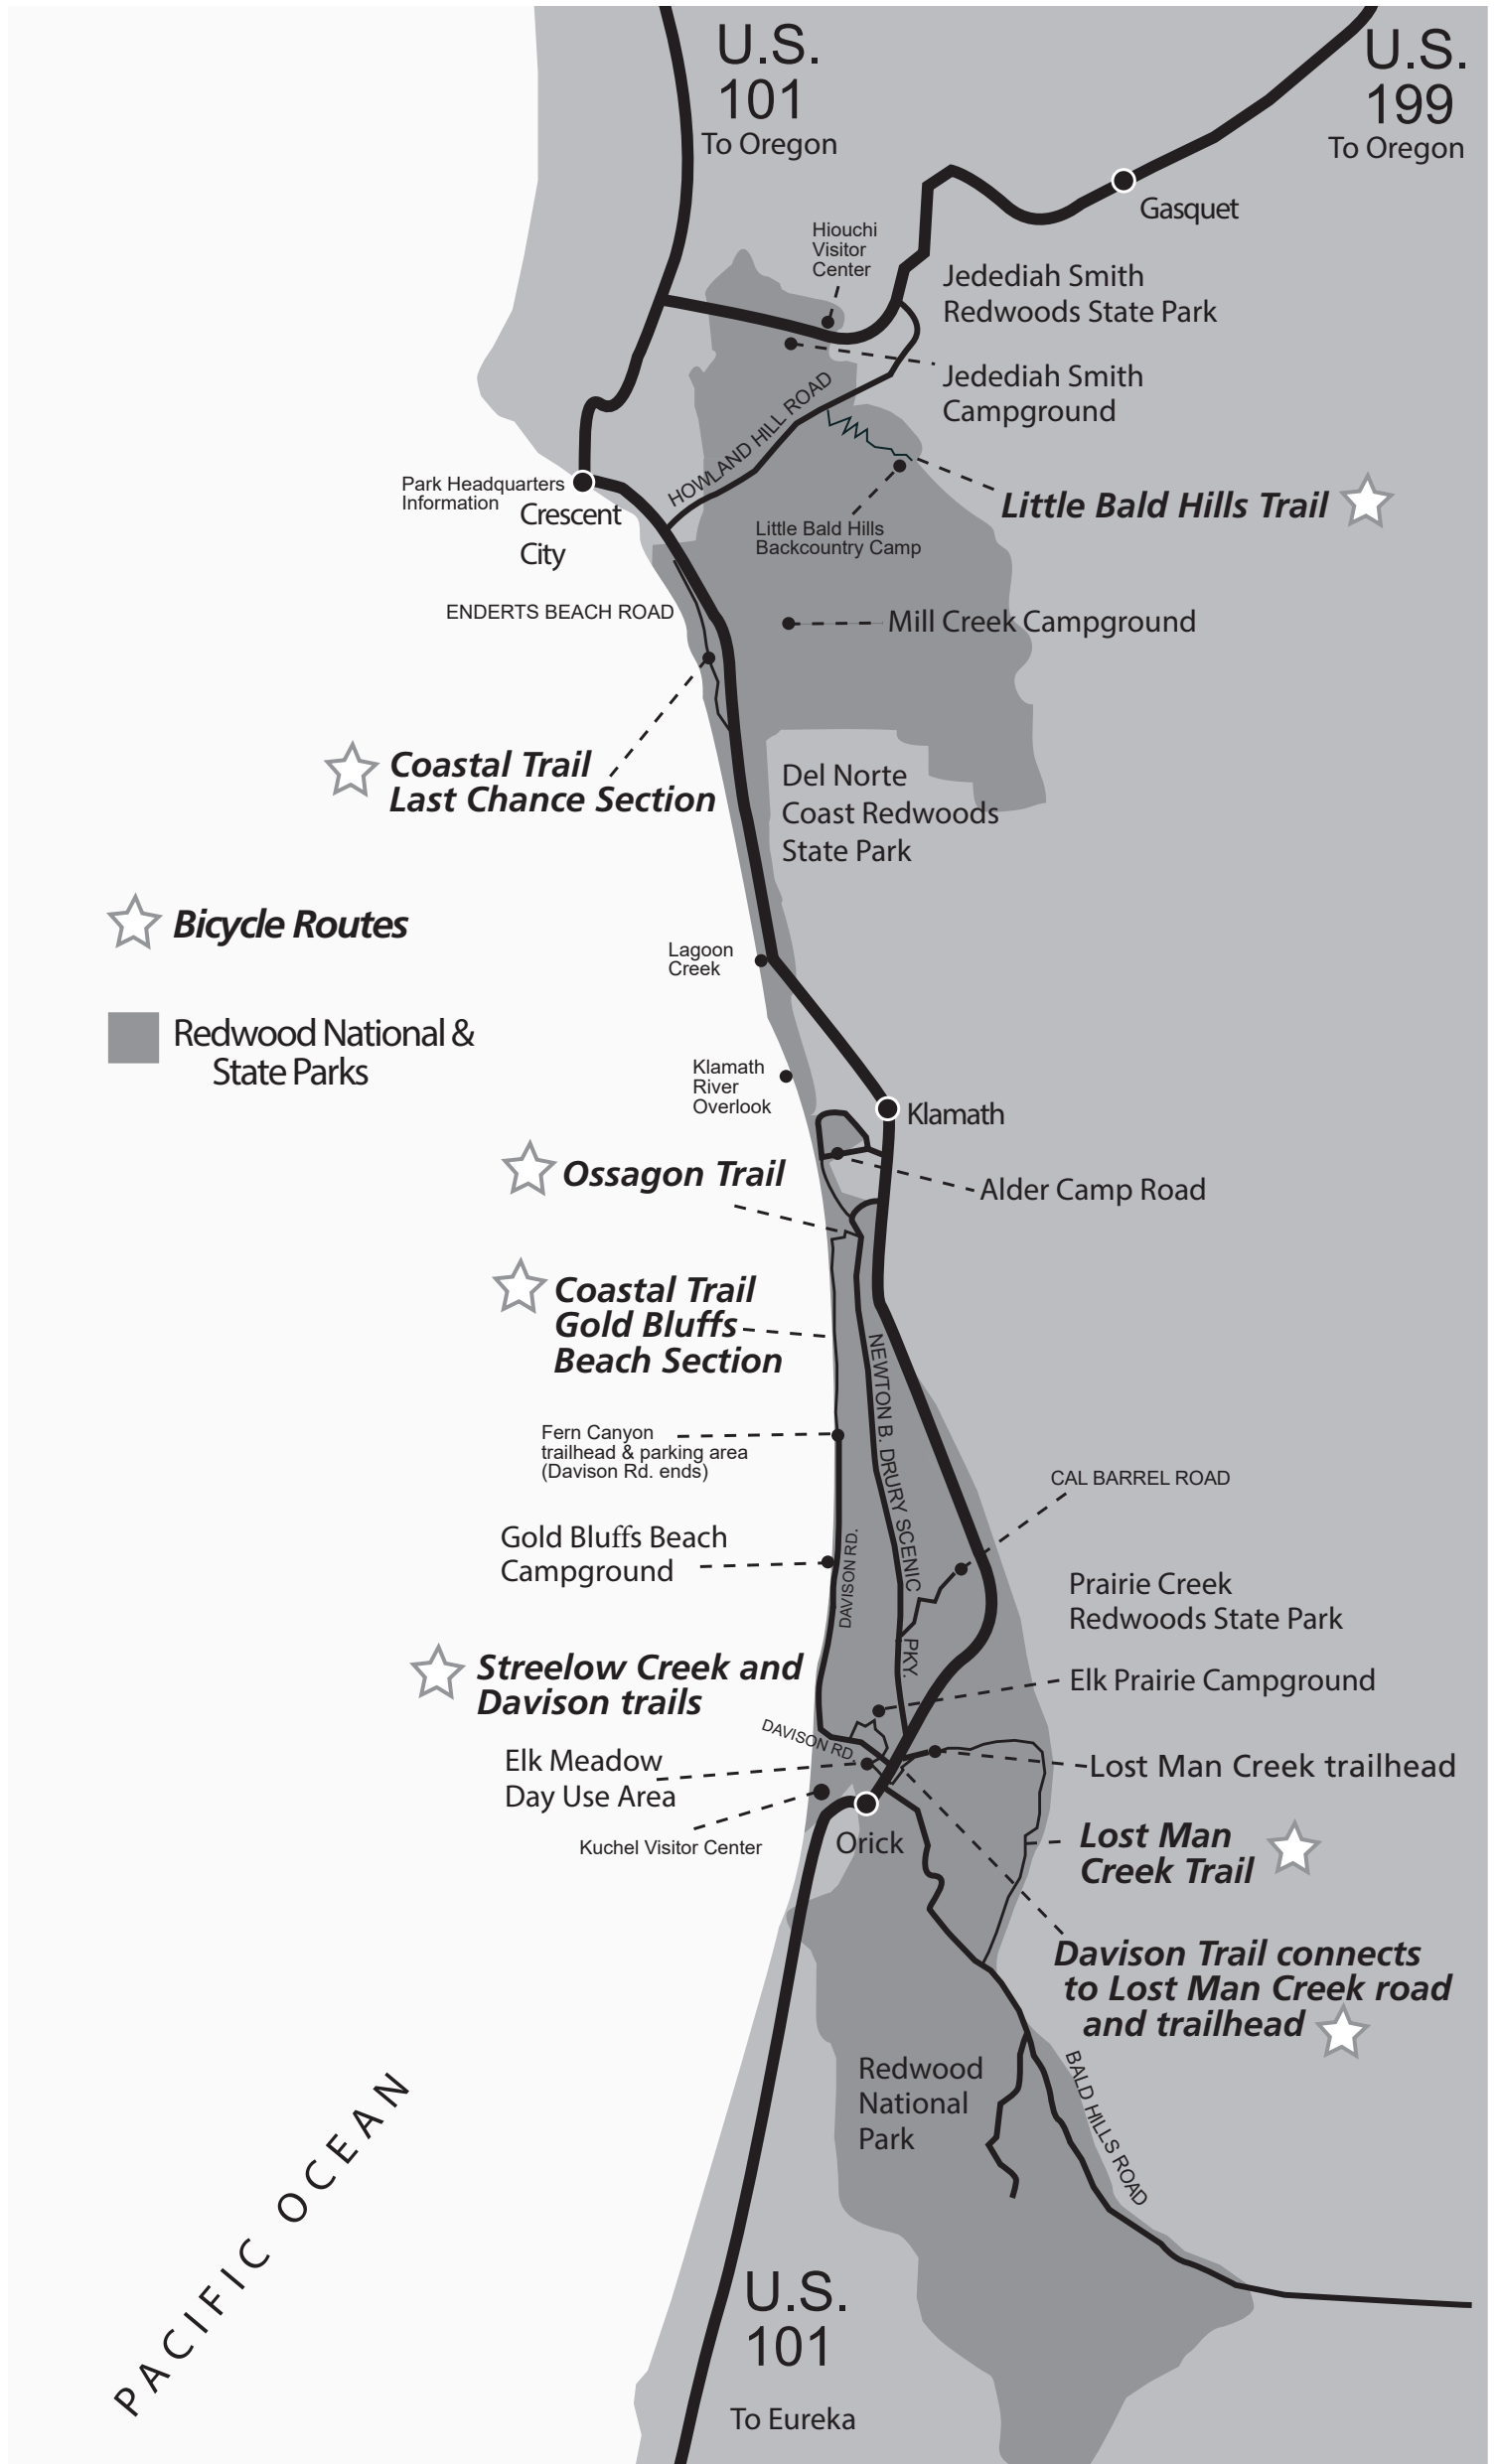 U.S.
101
To Oregon
U.S.
199
To Oregon
Gasquet
Hiouchi
Visitor
Center
Jedediah Smith
Redwoods State Park
Jedediah Smith
Campground
HOWLAND HILL ROAD
Park Headquarters
Information
Crescent
City
Little Bald Hills Trail
Little Bald Hills
Backcountry Camp
ENDERTS BEACH ROAD
Mill Creek Campground
Coastal Trail
Last Chance Section
Del Norte
Coast Redwoods
State Park
Bicycle Routes
Lagoon
Creek
Redwood National &
State Parks
Klamath
River
Overlook
Klamath
Ossagon Trail
Alder Camp Road
Coastal Trail
Gold Bluffs
Beach Section
NEWTON B. DRURY SCENIC
PKY.
Fern Canyon
trailhead & parking area
(Davison Rd. ends)
CAL BARREL ROAD
Gold Bluffs Beach
Campground
DAVISON RD.
Prairie Creek
Redwoods State Park
Streelow Creek and
Davison trails
Elk Prairie Campground
DAVISON RD.
Elk Meadow
Day Use Area
Lost Man Creek trailhead
Kuchel Visitor Center
Orick
Lost Man
Creek Trail
Davison Trail connects
to Lost Man Creek road
and trailhead
Redwood
National
Park
BALD HILLS ROAD
PACIFIC OCEAN
U.S.
101
To Eureka